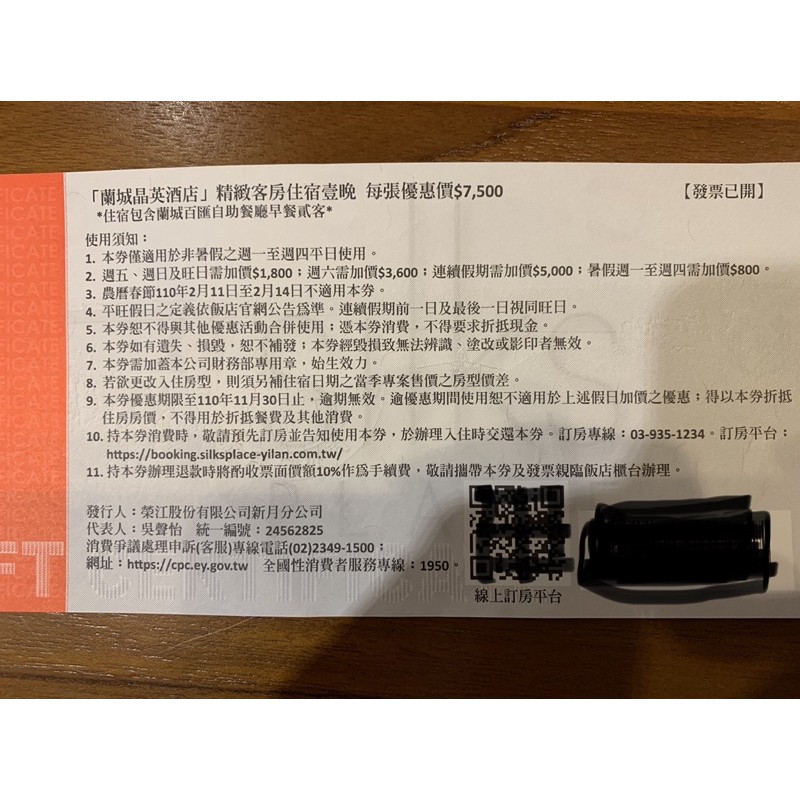 「蘭城晶英酒店」精緻客房住宿壹晚 每張優惠價$7,500 【發票已開】
*住宿包含蘭城百匯自助餐廳早餐貳客*
使用須知：
1. 本券僅適用於非暑假之週一至週四平日使用。
2. 週五、週日及旺日需加價$1,800；週六需加價$3,600；連續假期需加價$5,000；暑假週一至週四需加價$800。
3. 農曆春節110年2月11日至2月14日不適用本券。
4. 平旺假日之定義依飯店官網公告為準。連續假期前一日及最後一日視同旺日。
5. 本券恕不得與其他優惠活動合併使用；憑本券消費，不得要求折抵現金。
6. 本券如有遺失、損毀，恕不補發；本券經毀損致無法辨識、塗改或影印者無效。
7. 本券需加蓋本公司財務部專用章，始生效力。
8. 若欲更改入住房型，則須另補住宿日期之當季專案售價之房型價差。
9. 本券優惠期限至110年11月30日止，逾期無效。逾優惠期間使用恕不適用於上述假日加價之優惠；得以本券折抵
住房房價，不得用於折抵餐費及其他消費。
10. 持本券消費時，敬請預先訂房並告知使用本券，於辦理入住時交還本券。訂房專線：03-935-1234。訂房平台：
https://booking.silksplace-yilan.com.tw/
11. 持本券辦理退款時將酌收票面價額10%作為手續費，敬請攜帶本券及發票親臨飯店櫃台辦理。
發行人：榮江股份有限公司新月分公司
代表人：吳聲怡 統一編號：24562825
消費爭議處理申訴(客服)專線電話(02)2349-1500；
網址：https://cpc.ey.gov.tw 全國性消費者服務專線：1950。
線上訂房平台